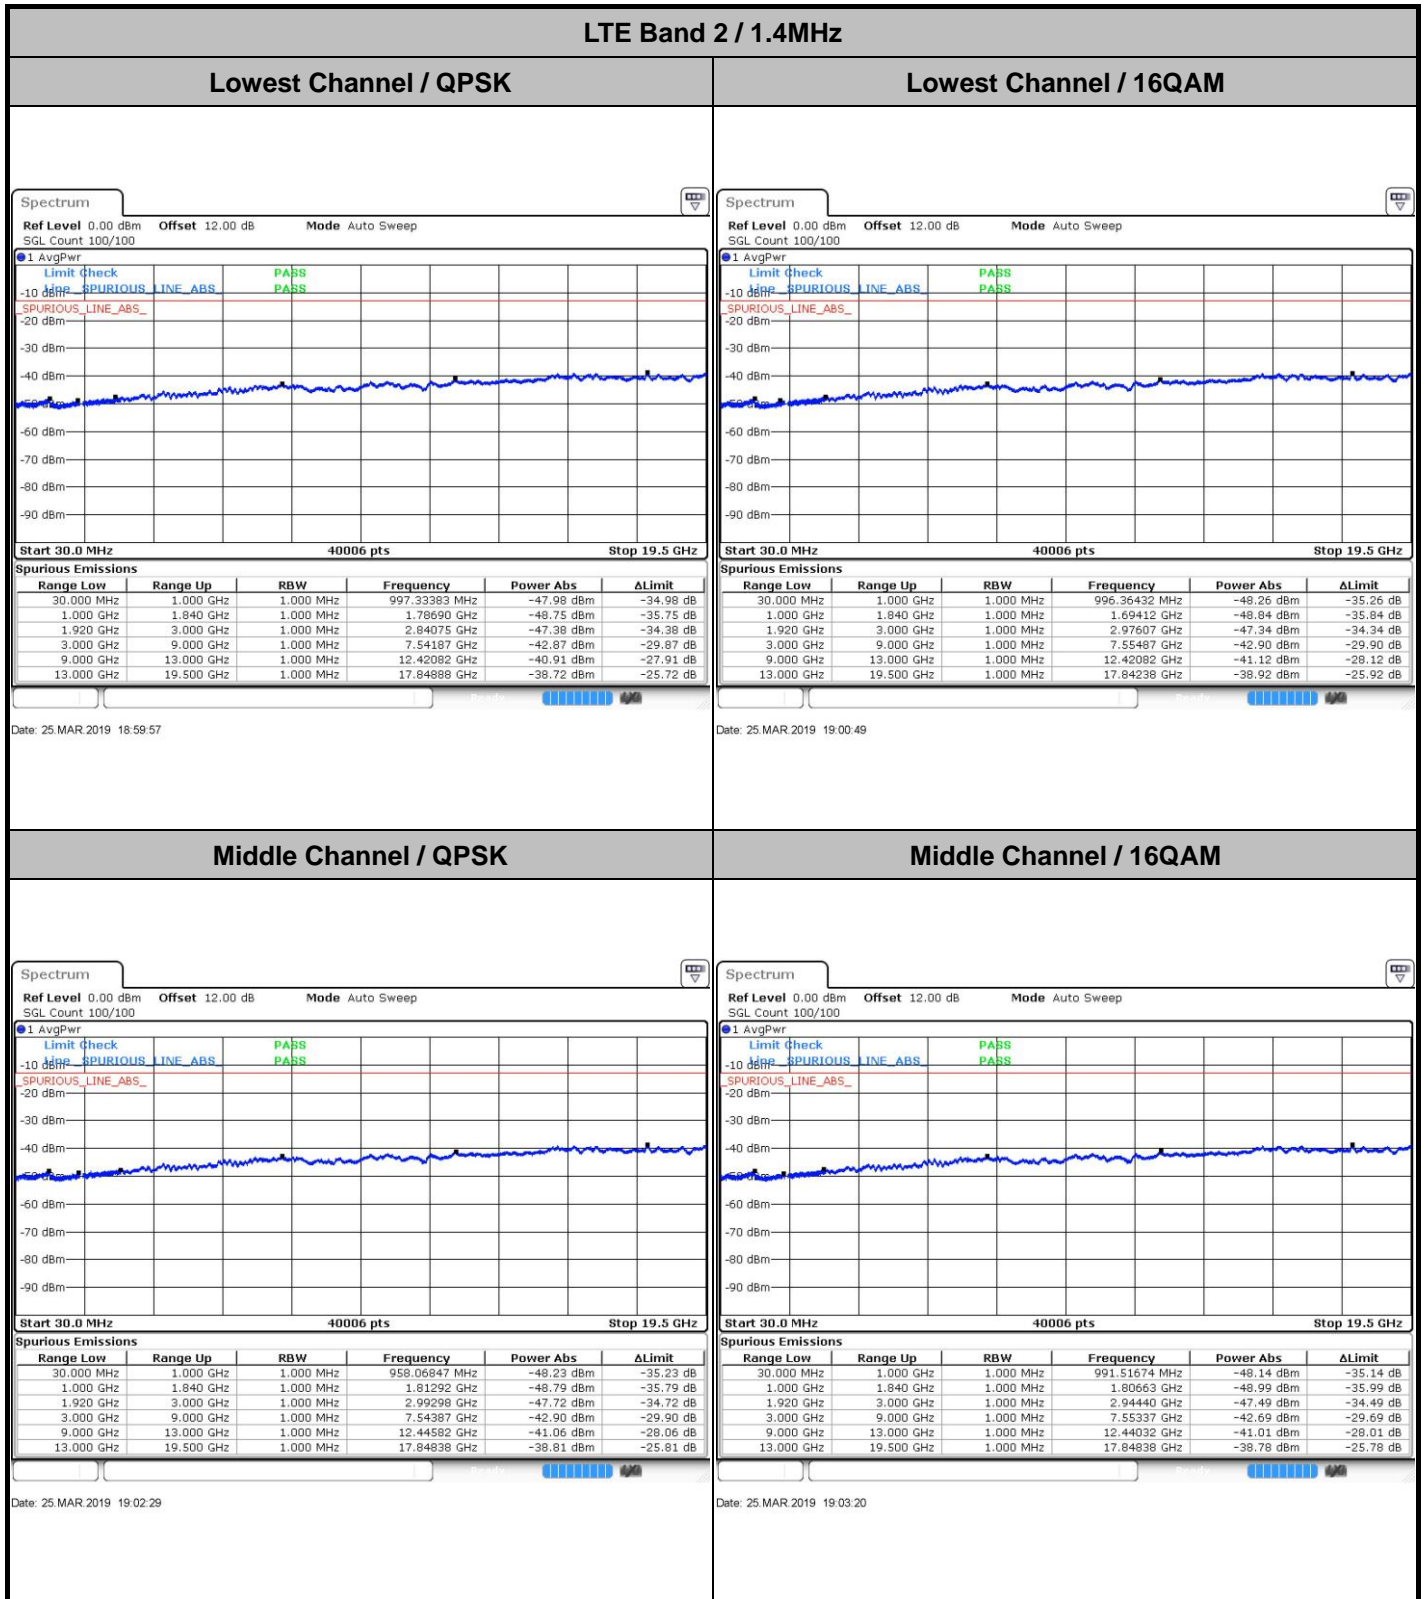 LTE Band 2 / 1.4MHz
Lowest Channel / QPSK
Lowest Channel / 16QAM
Spectrum
Ref Level 0.00 dBm Offset 12.00 dB Mode Auto Sweep
SGL Count 100/100
1 AvgPwr
Limit Check PASS
Line _SPURIOUS_LINE_ABS_ PASS
-10 dBm
_SPURIOUS_LINE_ABS_
-20 dBm
-30 dBm
-40 dBm
-50 dBm
-60 dBm
-70 dBm
-80 dBm
-90 dBm
Start 30.0 MHz 40006 pts Stop 19.5 GHz
Spurious Emissions
Range Low Range Up RBW Frequency Power Abs ΔLimit
30.000 MHz 1.000 GHz 1.000 MHz 997.33383 MHz -47.98 dBm -34.98 dB
1.000 GHz 1.840 GHz 1.000 MHz 1.78690 GHz -48.75 dBm -35.75 dB
1.920 GHz 3.000 GHz 1.000 MHz 2.84075 GHz -47.38 dBm -34.38 dB
3.000 GHz 9.000 GHz 1.000 MHz 7.54187 GHz -42.87 dBm -29.87 dB
9.000 GHz 13.000 GHz 1.000 MHz 12.42082 GHz -40.91 dBm -27.91 dB
13.000 GHz 19.500 GHz 1.000 MHz 17.84888 GHz -38.72 dBm -25.72 dB
Date: 25.MAR.2019 18:59:57
Spectrum
Ref Level 0.00 dBm Offset 12.00 dB Mode Auto Sweep
SGL Count 100/100
1 AvgPwr
Limit Check PASS
Line _SPURIOUS_LINE_ABS_ PASS
-10 dBm
_SPURIOUS_LINE_ABS_
-20 dBm
-30 dBm
-40 dBm
-50 dBm
-60 dBm
-70 dBm
-80 dBm
-90 dBm
Start 30.0 MHz 40006 pts Stop 19.5 GHz
Spurious Emissions
Range Low Range Up RBW Frequency Power Abs ΔLimit
30.000 MHz 1.000 GHz 1.000 MHz 996.36432 MHz -48.26 dBm -35.26 dB
1.000 GHz 1.840 GHz 1.000 MHz 1.69412 GHz -48.84 dBm -35.84 dB
1.920 GHz 3.000 GHz 1.000 MHz 2.97607 GHz -47.34 dBm -34.34 dB
3.000 GHz 9.000 GHz 1.000 MHz 7.55487 GHz -42.90 dBm -29.90 dB
9.000 GHz 13.000 GHz 1.000 MHz 12.42082 GHz -41.12 dBm -28.12 dB
13.000 GHz 19.500 GHz 1.000 MHz 17.84238 GHz -38.92 dBm -25.92 dB
Date: 25.MAR.2019 19:00:49
Middle Channel / QPSK
Middle Channel / 16QAM
Spectrum
Ref Level 0.00 dBm Offset 12.00 dB Mode Auto Sweep
SGL Count 100/100
1 AvgPwr
Limit Check PASS
Line _SPURIOUS_LINE_ABS_ PASS
-10 dBm
_SPURIOUS_LINE_ABS_
-20 dBm
-30 dBm
-40 dBm
-50 dBm
-60 dBm
-70 dBm
-80 dBm
-90 dBm
Start 30.0 MHz 40006 pts Stop 19.5 GHz
Spurious Emissions
Range Low Range Up RBW Frequency Power Abs ΔLimit
30.000 MHz 1.000 GHz 1.000 MHz 958.06847 MHz -48.23 dBm -35.23 dB
1.000 GHz 1.840 GHz 1.000 MHz 1.81292 GHz -48.79 dBm -35.79 dB
1.920 GHz 3.000 GHz 1.000 MHz 2.99298 GHz -47.72 dBm -34.72 dB
3.000 GHz 9.000 GHz 1.000 MHz 7.54387 GHz -42.90 dBm -29.90 dB
9.000 GHz 13.000 GHz 1.000 MHz 12.44582 GHz -41.06 dBm -28.06 dB
13.000 GHz 19.500 GHz 1.000 MHz 17.84838 GHz -38.81 dBm -25.81 dB
Date: 25.MAR.2019 19:02:29
Spectrum
Ref Level 0.00 dBm Offset 12.00 dB Mode Auto Sweep
SGL Count 100/100
1 AvgPwr
Limit Check PASS
Line _SPURIOUS_LINE_ABS_ PASS
-10 dBm
_SPURIOUS_LINE_ABS_
-20 dBm
-30 dBm
-40 dBm
-50 dBm
-60 dBm
-70 dBm
-80 dBm
-90 dBm
Start 30.0 MHz 40006 pts Stop 19.5 GHz
Spurious Emissions
Range Low Range Up RBW Frequency Power Abs ΔLimit
30.000 MHz 1.000 GHz 1.000 MHz 991.51674 MHz -48.14 dBm -35.14 dB
1.000 GHz 1.840 GHz 1.000 MHz 1.80663 GHz -48.99 dBm -35.99 dB
1.920 GHz 3.000 GHz 1.000 MHz 2.94440 GHz -47.49 dBm -34.49 dB
3.000 GHz 9.000 GHz 1.000 MHz 7.55337 GHz -42.69 dBm -29.69 dB
9.000 GHz 13.000 GHz 1.000 MHz 12.44032 GHz -41.01 dBm -28.01 dB
13.000 GHz 19.500 GHz 1.000 MHz 17.84838 GHz -38.78 dBm -25.78 dB
Date: 25.MAR.2019 19:03:20